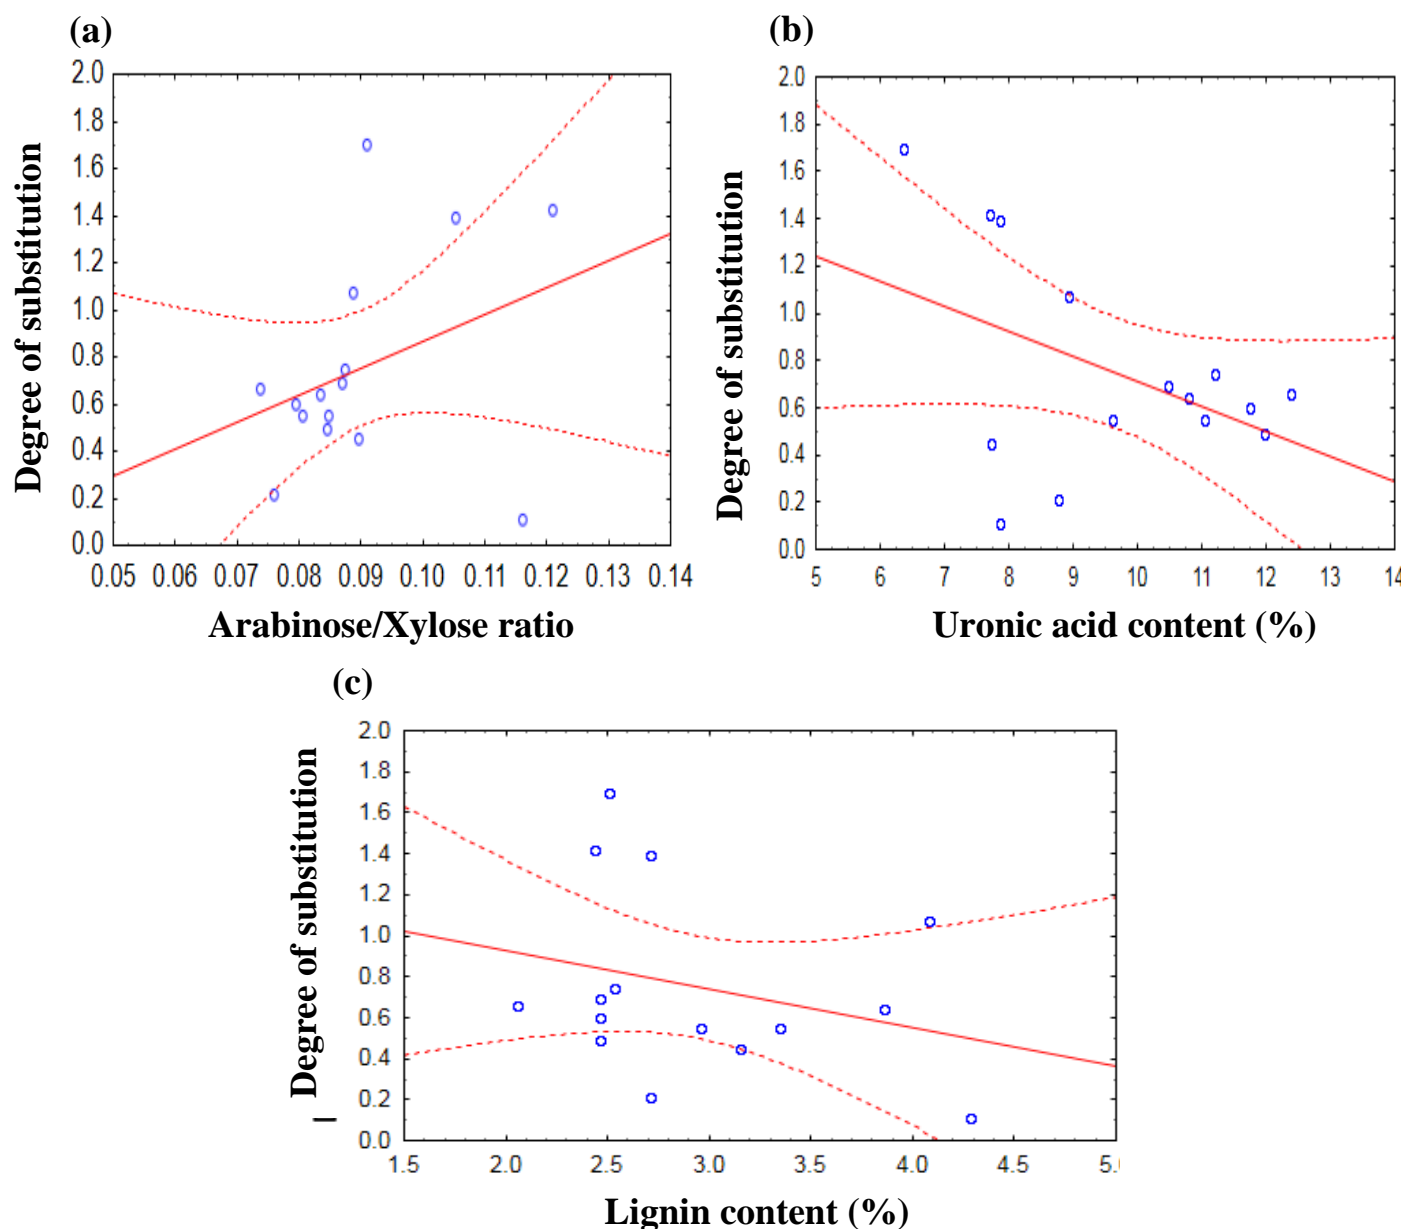 (a)
2.0
1.8
1.6
1.4
1.2
1.0
0.8
0.6
0.4
0.2
0.0
Degree of substitution
0.05 0.06 0.07 0.08 0.09 0.10 0.11 0.12 0.13 0.14
Arabinose/Xylose ratio
(b)
2.0
1.8
1.6
1.4
1.2
1.0
0.8
0.6
0.4
0.2
0.0
Degree of substitution
5 6 7 8 9 10 11 12 13 14
Uronic acid content (%)
(c)
2.0
1.8
1.6
1.4
1.2
1.0
0.8
0.6
0.4
0.2
0.0
Degree of substitution
1.5 2.0 2.5 3.0 3.5 4.0 4.5 5.0
Lignin content (%)